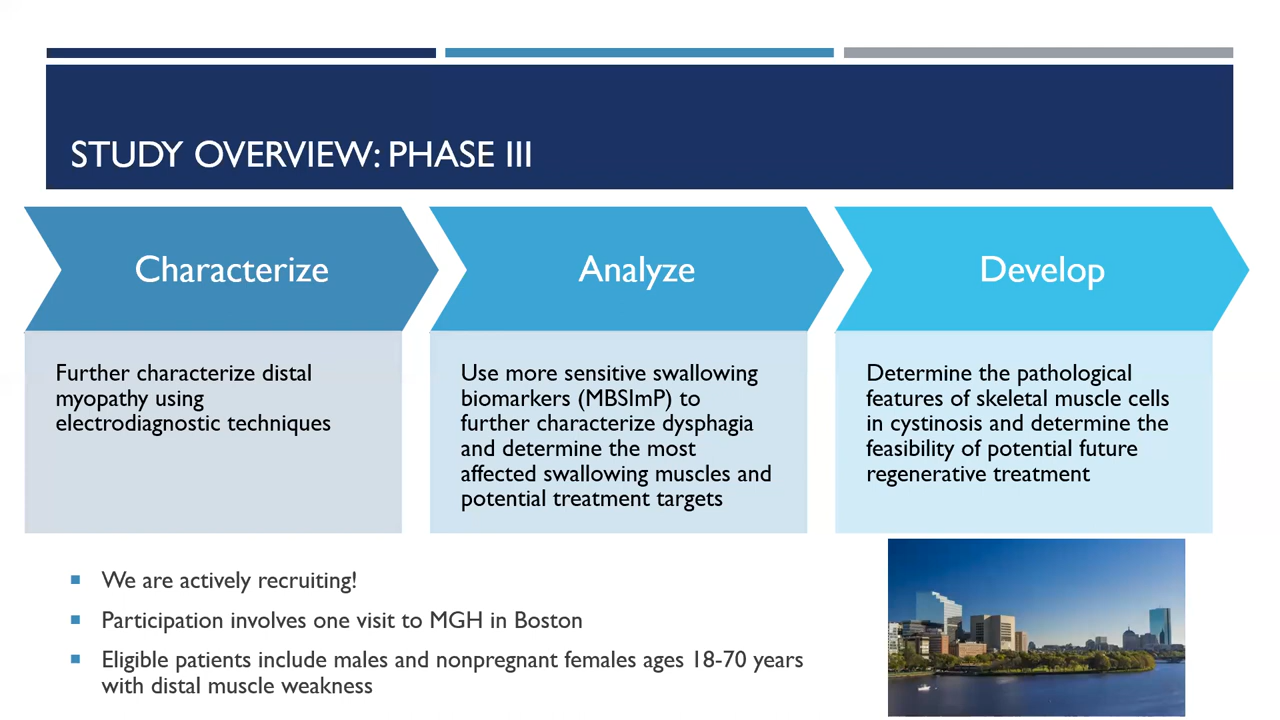 STUDY OVERVIEW: PHASE III
Characterize
Further characterize distal
myopathy using
electrodiagnostic techniques
Analyze
Use more sensitive swallowing
biomarkers (MBSImP) to
further characterize dysphagia
and determine the most
affected swallowing muscles and
potential treatment targets
Develop
Determine the pathological
features of skeletal muscle cells
in cystinosis and determine the
feasibility of potential future
regenerative treatment
We are actively recruiting!
Participation involves one visit to MGH in Boston
Eligible patients include males and nonpregnant females ages 18-70 years
with distal muscle weakness